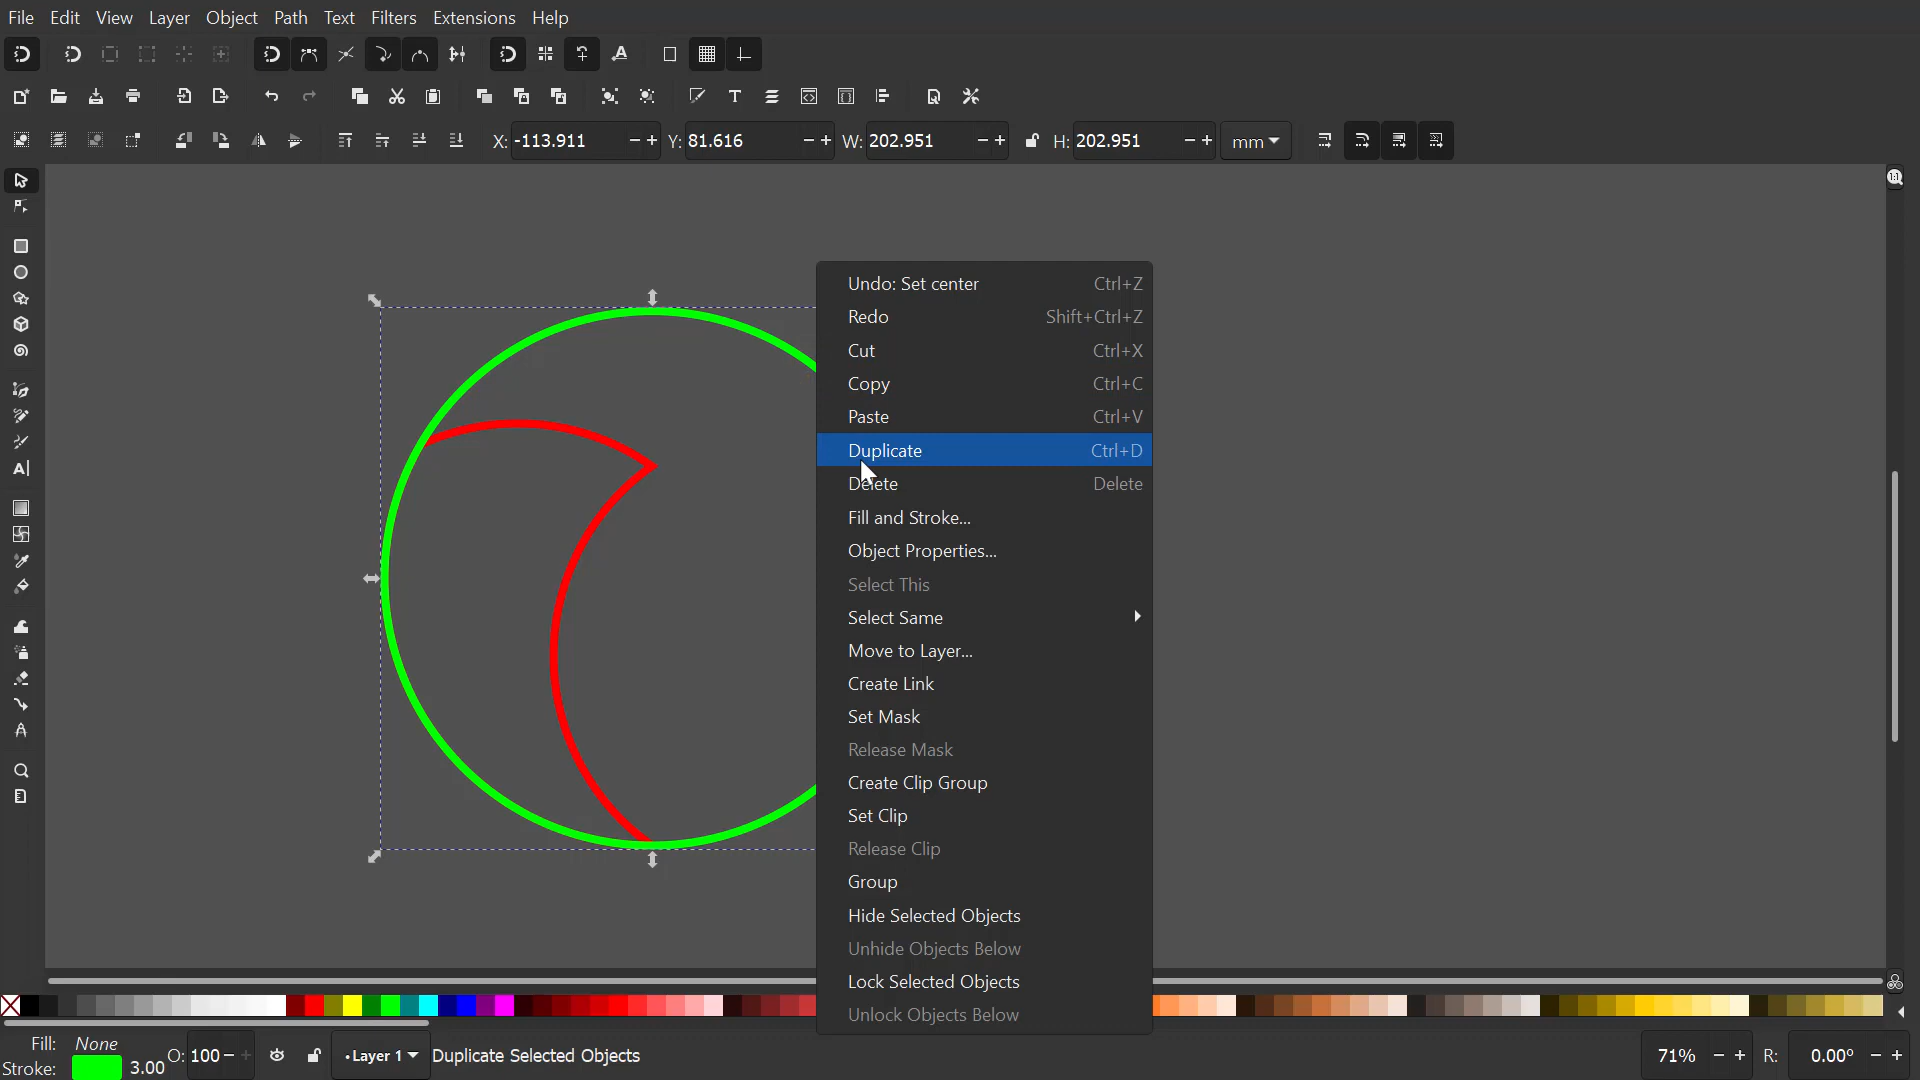 File Edit View Layer Object Path Text Filters Extensions Help
X: -113.911 Y: 81.616 W: 202.951 H: 202.951 mm
Undo: Set center Ctrl+Z
Redo Shift+Ctrl+Z
Cut Ctrl+X
Copy Ctrl+C
Paste Ctrl+V
Duplicate Ctrl+D
Delete Delete
Fill and Stroke...
Object Properties...
Select This
Select Same
Move to Layer...
Create Link
Set Mask
Release Mask
Create Clip Group
Set Clip
Release Clip
Group
Hide Selected Objects
Unhide Objects Below
Lock Selected Objects
Unlock Objects Below
Fill: None
Stroke: 3.00 O: 100 •Layer 1 Duplicate Selected Objects 71% R: 0.00°